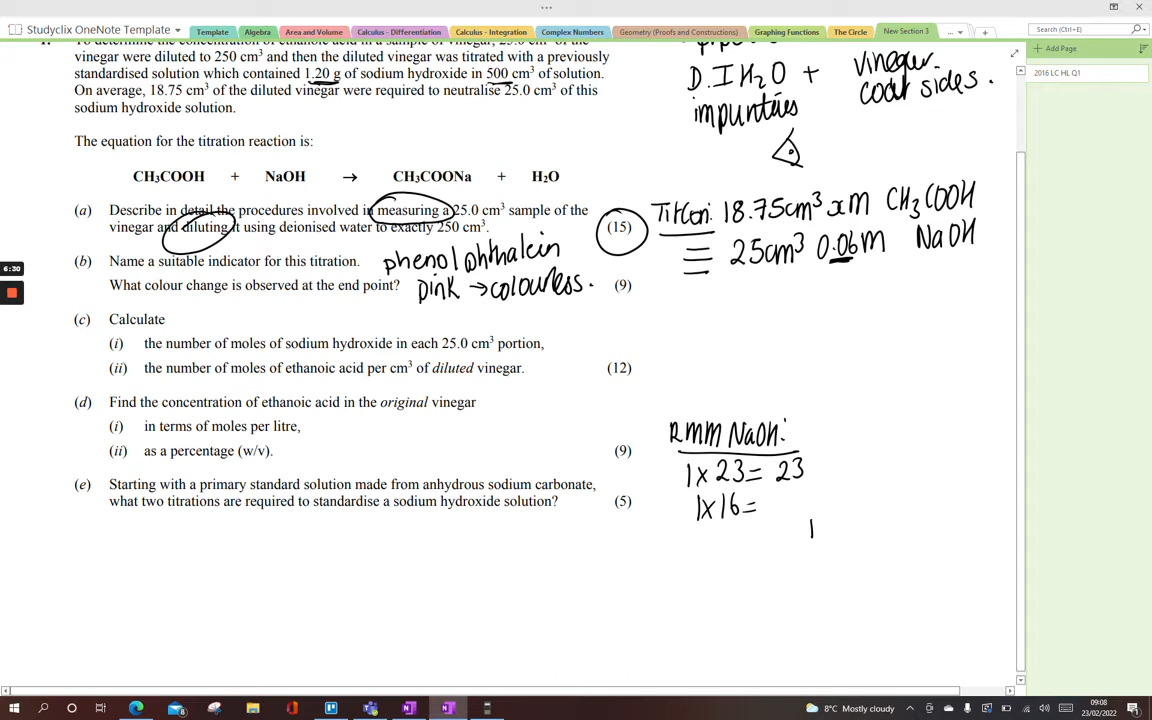 Studyclix OneNote Template
Template
Algebra
Area and Volume
Calculus - Differentiation
Calculus - Integration
Complex Numbers
Geometry (Proofs and Constructions)
Graphing Functions
The Circle
New Section 3
Search (Ctrl+E)
Add Page
2016 LC HL Q1
vinegar were diluted to 250 cm³ and then the diluted vinegar was titrated with a previously
standardised solution which contained 1.20 g of sodium hydroxide in 500 cm³ of solution.
On average, 18.75 cm³ of the diluted vinegar were required to neutralise 25.0 cm³ of this
sodium hydroxide solution.
The equation for the titration reaction is:
CH₃COOH + NaOH → CH₃COONa + H₂O
(a) Describe in detail the procedures involved in measuring a 25.0 cm³ sample of the
vinegar and diluting it using deionised water to exactly 250 cm³. (15)
(b) Name a suitable indicator for this titration.
What colour change is observed at the end point? (9)
phenolphthalein
pink → colourless.
(c) Calculate
(i) the number of moles of sodium hydroxide in each 25.0 cm³ portion,
(ii) the number of moles of ethanoic acid per cm³ of diluted vinegar. (12)
(d) Find the concentration of ethanoic acid in the original vinegar
(i) in terms of moles per litre,
(ii) as a percentage (w/v). (9)
(e) Starting with a primary standard solution made from anhydrous sodium carbonate,
what two titrations are required to standardise a sodium hydroxide solution? (5)
D.I H₂O + vinegar
impurities coat sides.
18.75cm³ x M CH₃COOH
= 25cm³ 0.06M NaOH
RMM NaOH:
1 x 23 = 23
1 x 16 =
1
6:30
8°C Mostly cloudy
09:08
23/02/2022